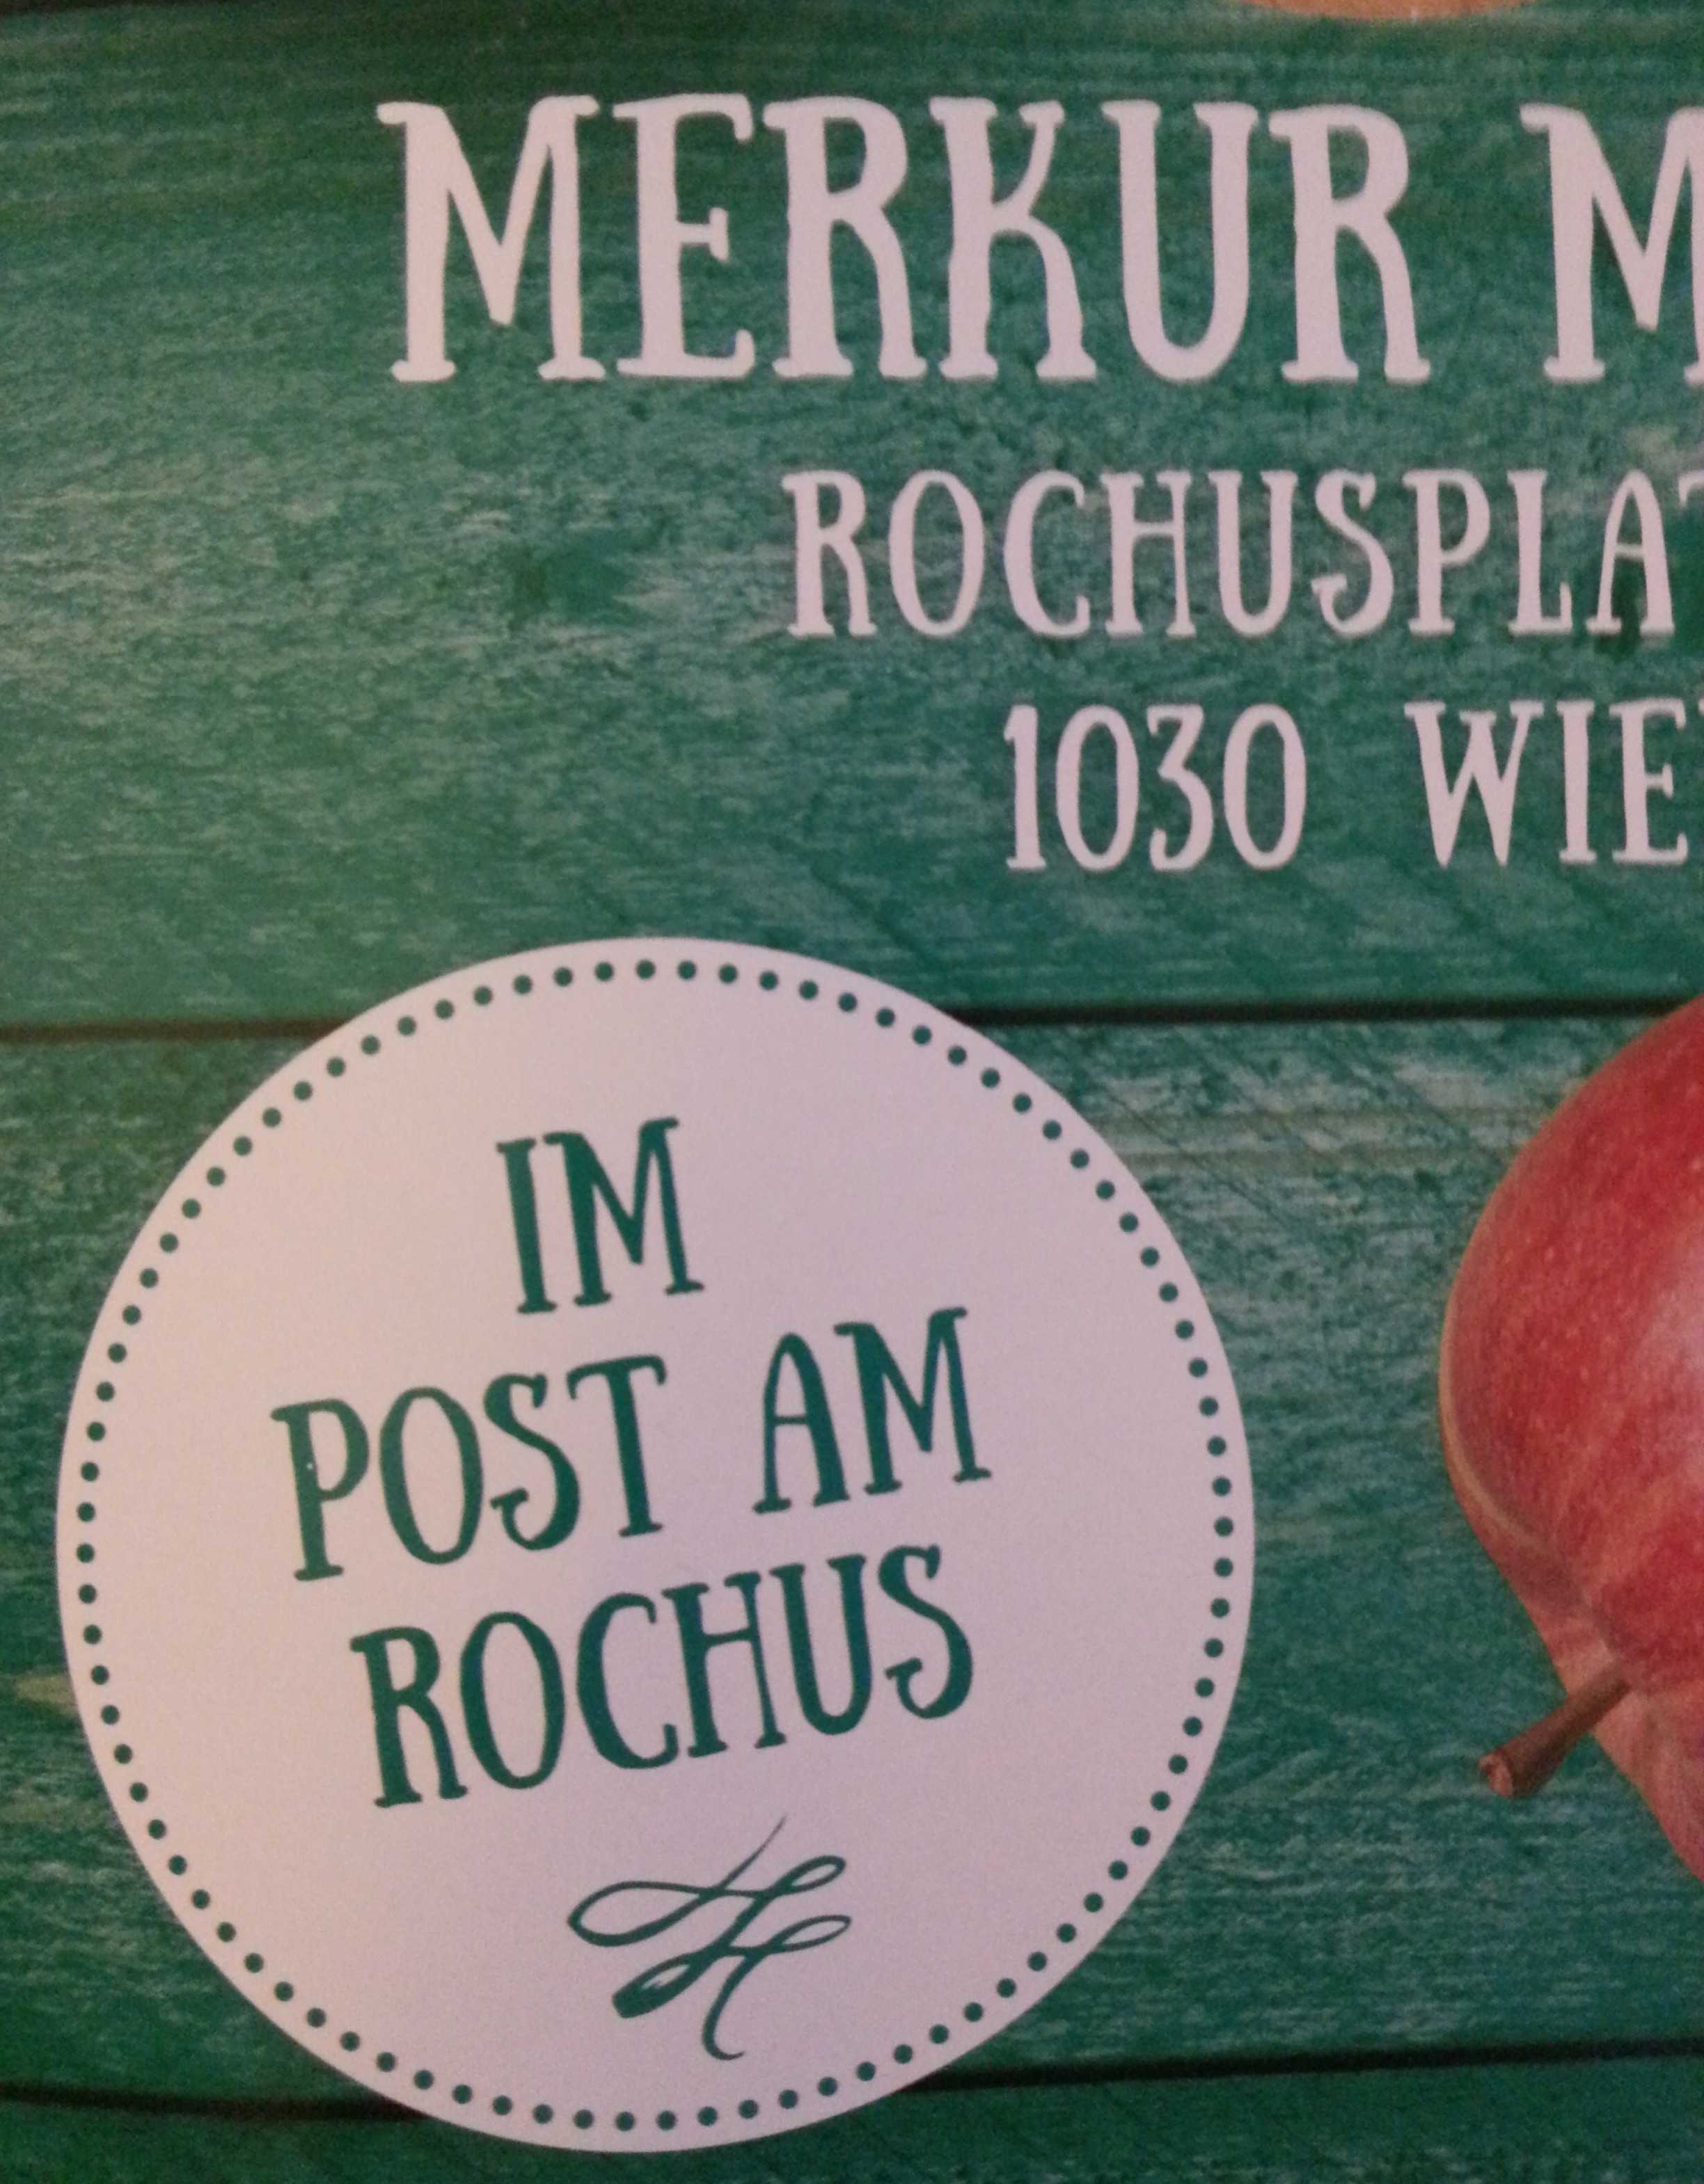 MERKUR M
ROCHUSPLA
1030 WIE
IM
POST AM
ROCHUS